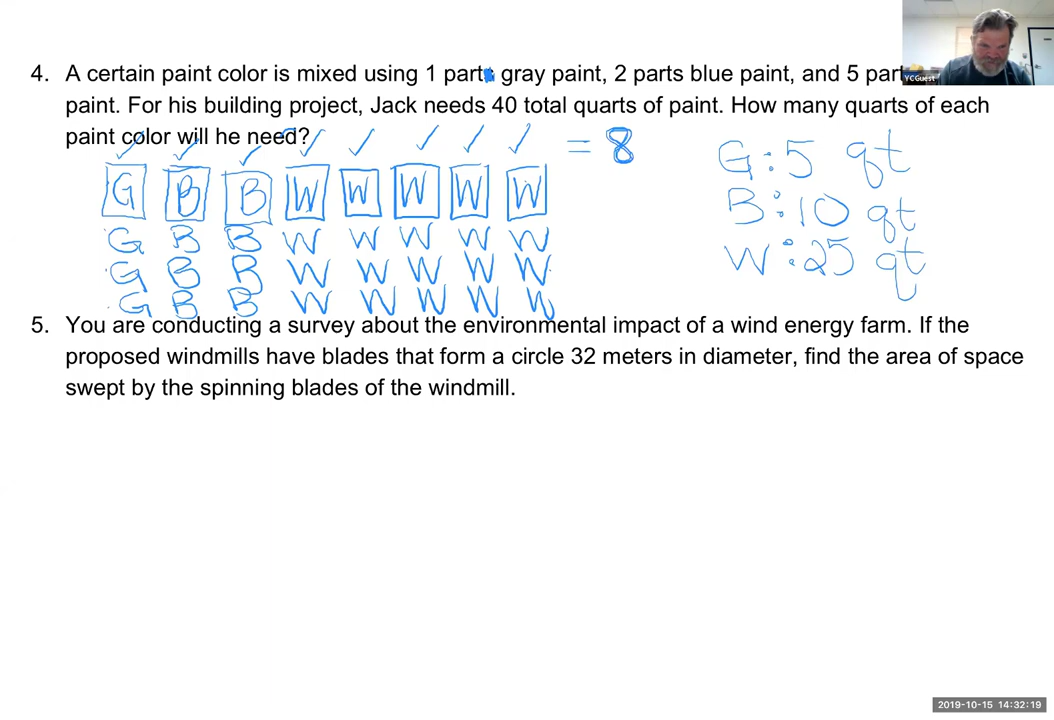 4. A certain paint color is mixed using 1 part gray paint, 2 parts blue paint, and 5 par
YCGuest
paint. For his building project, Jack needs 40 total quarts of paint. How many quarts of each
paint color will he need?
= 8
G B B W W W W W
G B B W W W W W
G B B W W W W W
G B B W W W W W
G : 5 qt
B : 10 qt
W : 25 qt
5. You are conducting a survey about the environmental impact of a wind energy farm. If the
proposed windmills have blades that form a circle 32 meters in diameter, find the area of space
swept by the spinning blades of the windmill.
2019-10-15 14:32:19